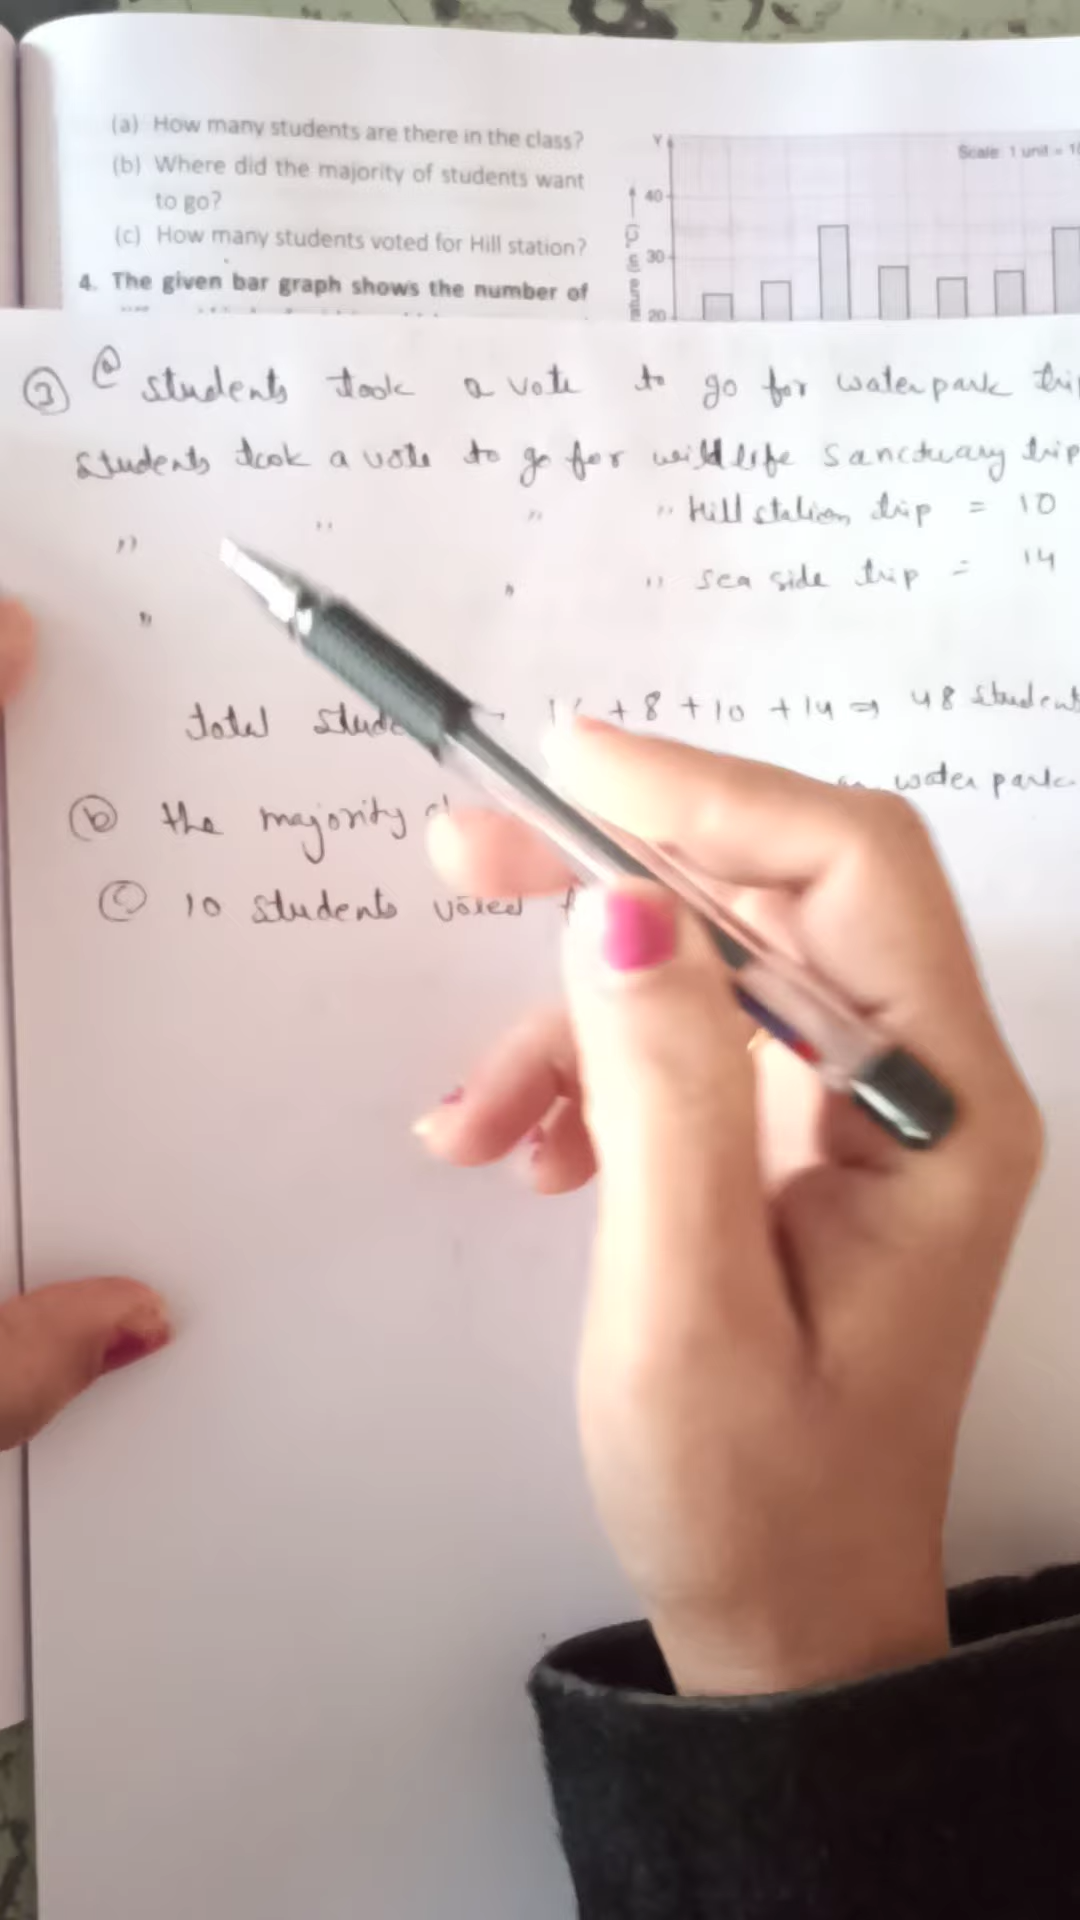 (a) How many students are there in the class?
(b) Where did the majority of students want
to go?
(c) How many students voted for Hill station?
4. The given bar graph shows the number of
Y
Scale: 1 unit =
40
30
20
③ ⓐ students took a vote to go for waterpark
students took a vote to go for wildlife Sanctuary trip
" " " " Hill station trip = 10
" " " sea side trip = 14
total + 8 + 10 + 14 ⇒ 48
ⓑ the majority water park
ⓒ 10 students voted